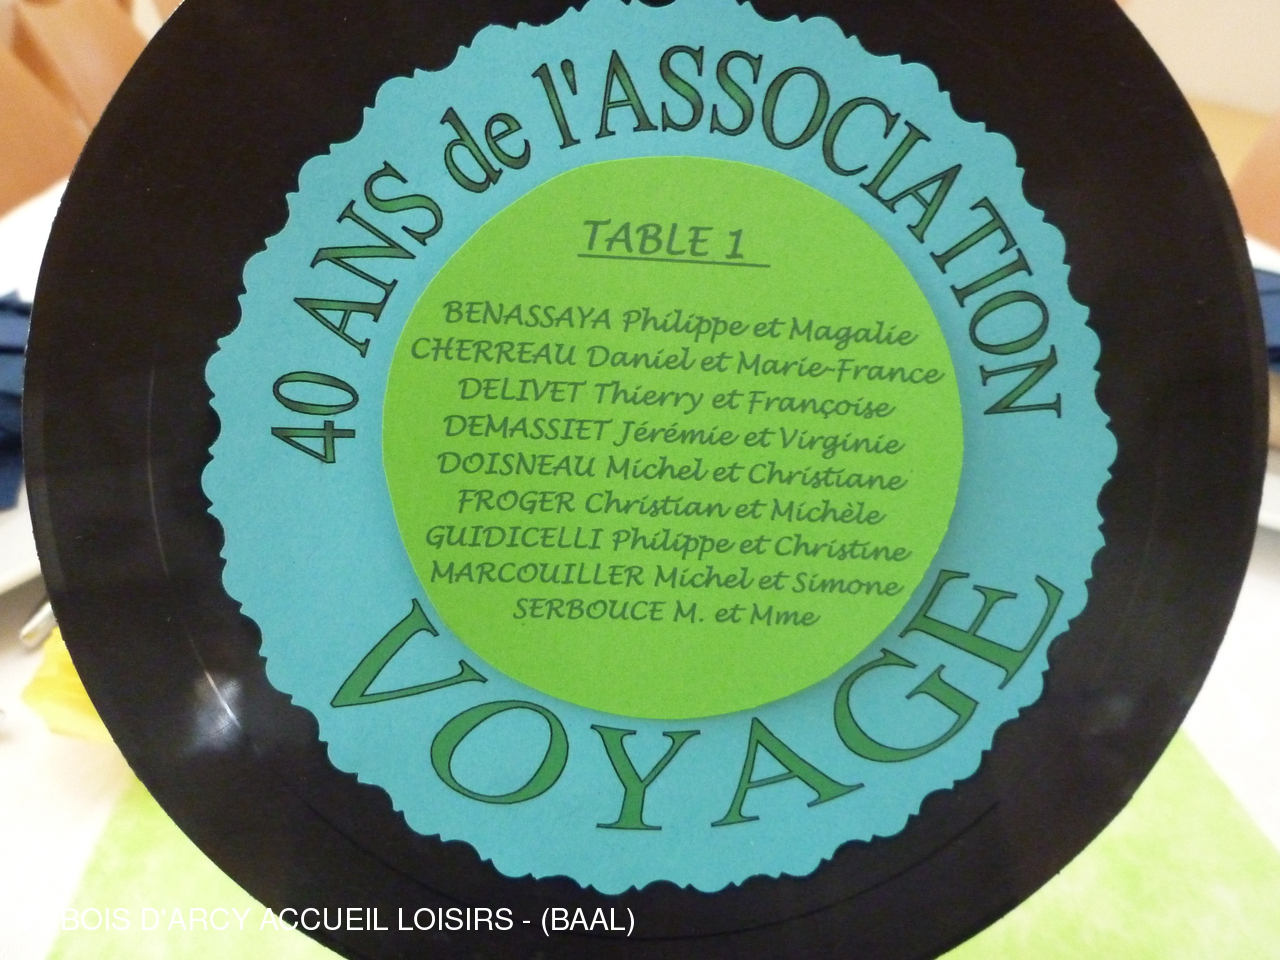 40 ANS de l'ASSOCIATION
TABLE 1
BENASSAYA Philippe et Magalie
CHERREAU Daniel et Marie-France
DELIVET Thierry et Françoise
DEMASSIET Jérémie et Virginie
DOISNEAU Michel et Christiane
FROGER Christian et Michèle
GUIDICELLI Philippe et Christine
MARCOUILLER Michel et Simone
SERBOUCE M. et Mme
VOYAGE
BOIS D'ARCY ACCUEIL LOISIRS - (BAAL)